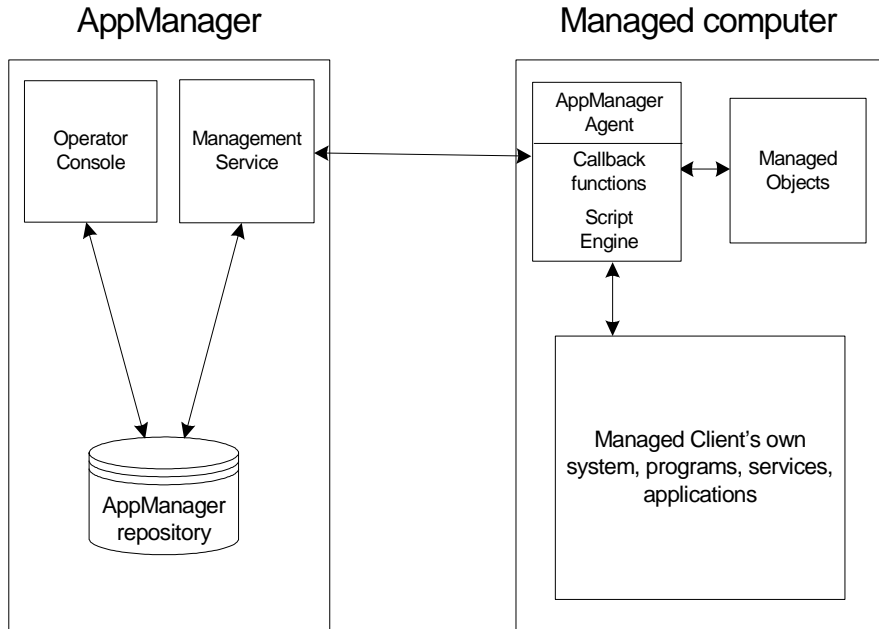 AppManager
Managed computer
Operator
Console
Management
Service
AppManager
repository
AppManager
Agent
Callback
functions
Script
Engine
Managed
Objects
Managed Client’s own
system, programs, services,
applications